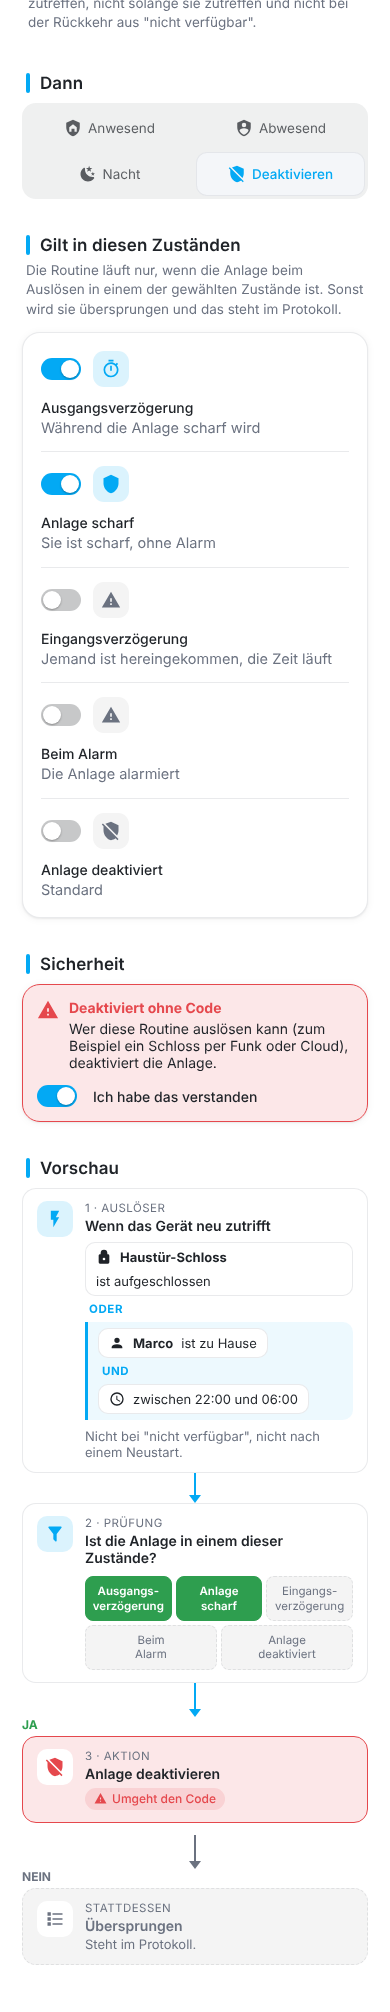 zutreffen, nicht solange sie zutreffen und nicht bei
der Rückkehr aus "nicht verfügbar".
Dann
Anwesend
Abwesend
Nacht
Deaktivieren
Gilt in diesen Zuständen
Die Routine läuft nur, wenn die Anlage beim
Auslösen in einem der gewählten Zustände ist. Sonst
wird sie übersprungen und das steht im Protokoll.
Ausgangsverzögerung
Während die Anlage scharf wird
Anlage scharf
Sie ist scharf, ohne Alarm
Eingangsverzögerung
Jemand ist hereingekommen, die Zeit läuft
Beim Alarm
Die Anlage alarmiert
Anlage deaktiviert
Standard
Sicherheit
Deaktiviert ohne Code
Wer diese Routine auslösen kann (zum
Beispiel ein Schloss per Funk oder Cloud),
deaktiviert die Anlage.
Ich habe das verstanden
Vorschau
1 · AUSLÖSER
Wenn das Gerät neu zutrifft
Haustür-Schloss
ist aufgeschlossen
ODER
Marco ist zu Hause
UND
zwischen 22:00 und 06:00
Nicht bei "nicht verfügbar", nicht nach
einem Neustart.
2 · PRÜFUNG
Ist die Anlage in einem dieser
Zustände?
Ausgangs-
verzögerung
Anlage
scharf
Eingangs-
verzögerung
Beim
Alarm
Anlage
deaktiviert
JA
3 · AKTION
Anlage deaktivieren
Umgeht den Code
NEIN
STATTDESSEN
Übersprungen
Steht im Protokoll.